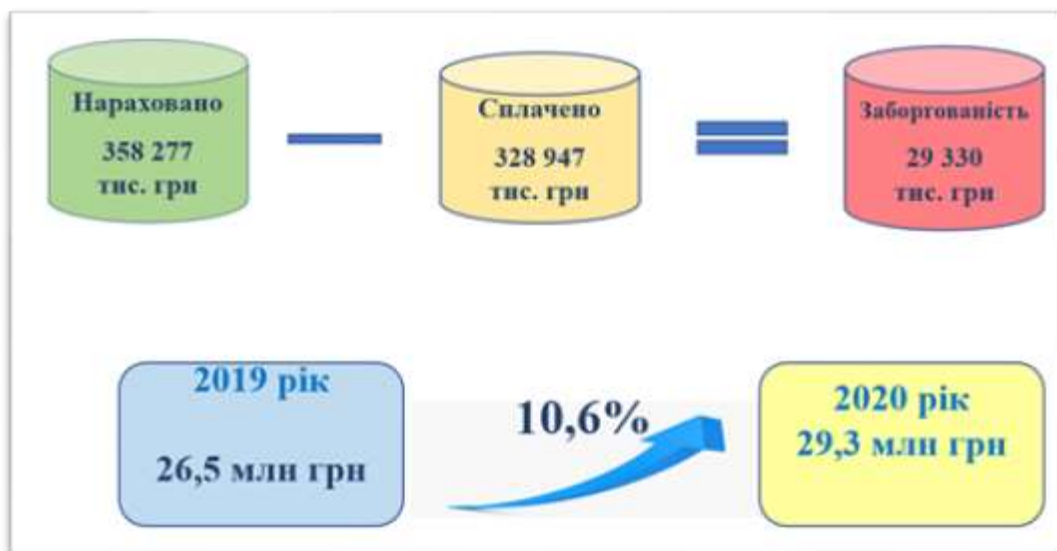 Нараховано
358 277
тис. грн
Сплачено
328 947
тис. грн
Заборгованість
29 330
тис. грн
2019 рік
26,5 млн грн
10,6%
2020 рік
29,3 млн грн